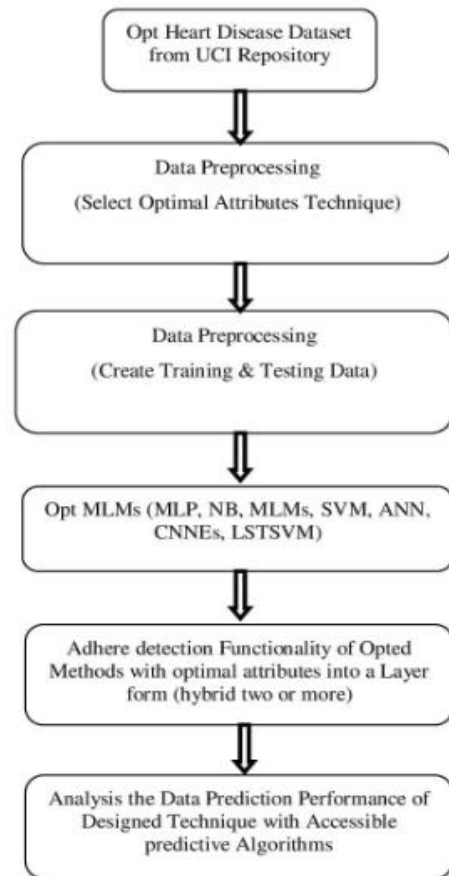 Opt Heart Disease Dataset
from UCI Repository
Data Preprocessing
(Select Optimal Attributes Technique)
Data Preprocessing
(Create Training & Testing Data)
Opt MLMs (MLP, NB, MLMs, SVM, ANN,
CNNEs, LSTSVM)
Adhere detection Functionality of Opted
Methods with optimal attributes into a Layer
form (hybrid two or more)
Analysis the Data Prediction Performance of
Designed Technique with Accessible
predictive Algorithms